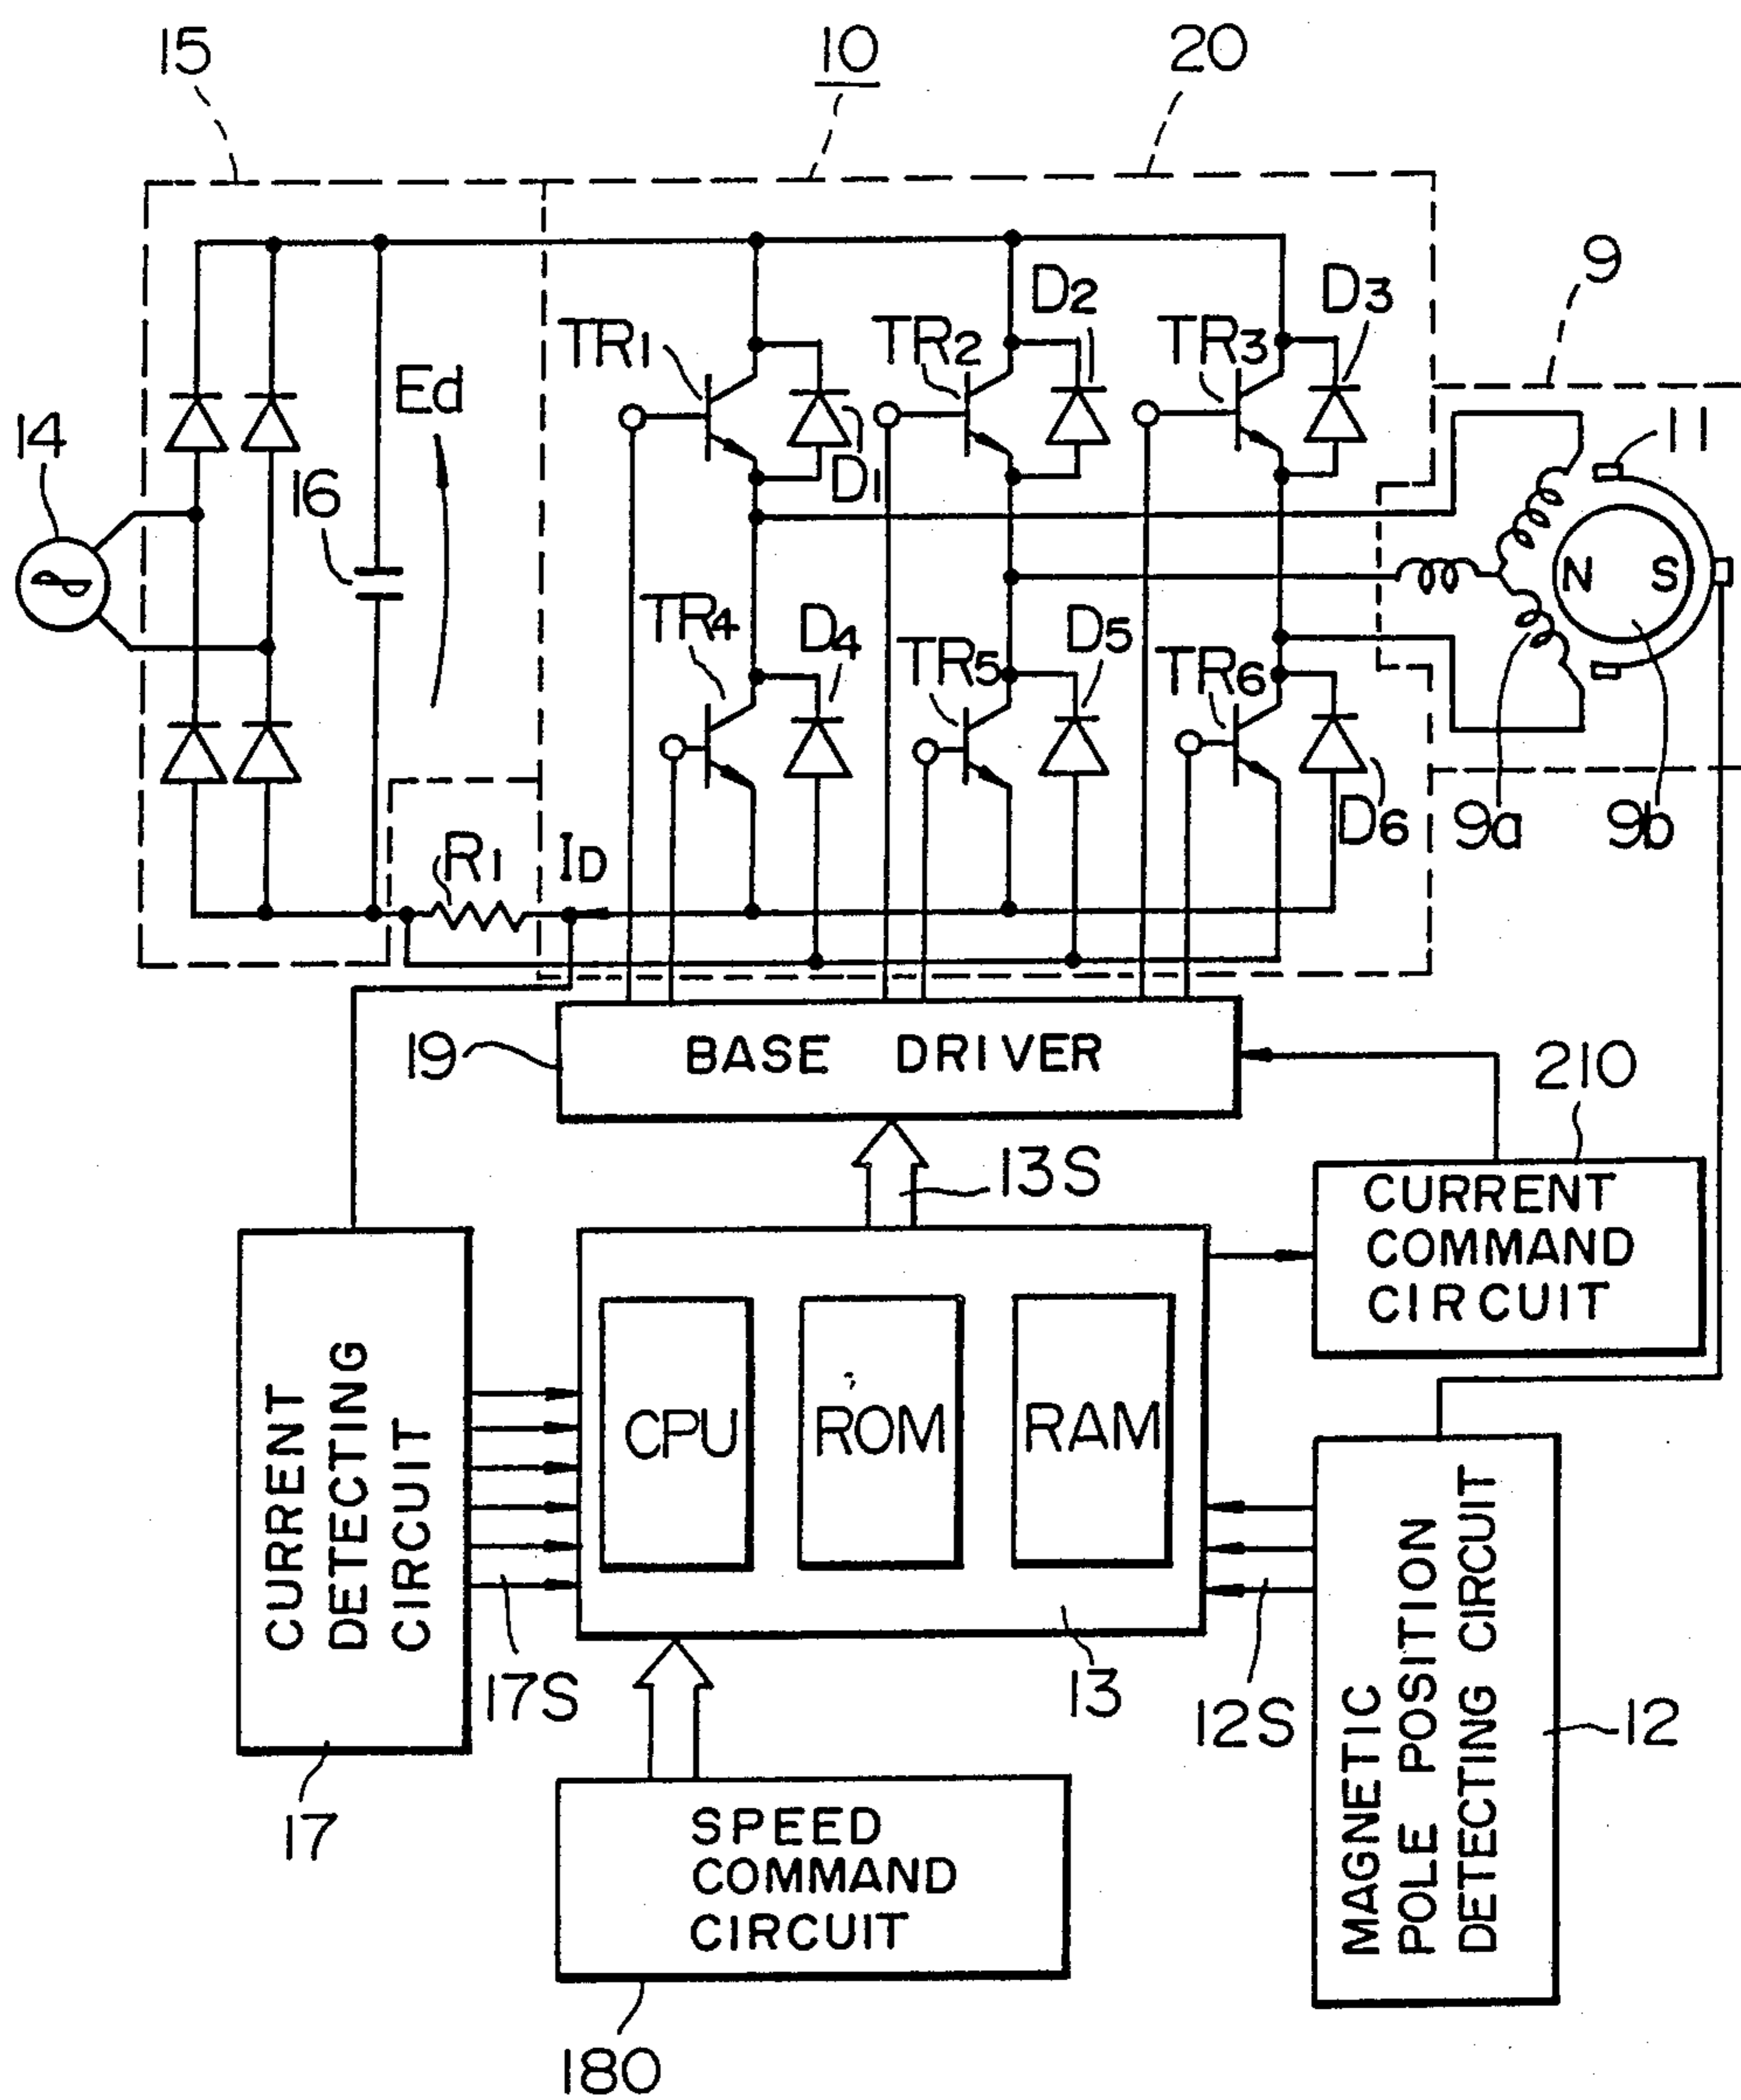 15
10
20
9
TR1
D1
TR2
D2
TR3
D3
Ed
11
14
16
N
S
TR4
D4
TR5
D5
TR6
D6
R1
ID
9a
9b
19
BASE DRIVER
210
13S
CURRENT
COMMAND
CIRCUIT
CURRENT
DETECTING
CIRCUIT
CPU
ROM
RAM
MAGNETIC
POLE POSITION
DETECTING CIRCUIT
17S
13
12S
12
17
SPEED
COMMAND
CIRCUIT
180